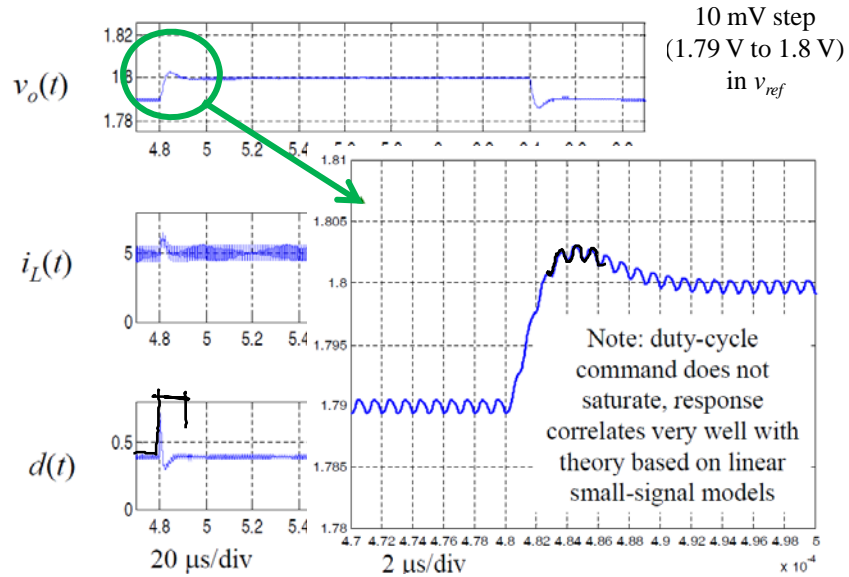 10 mV step
(1.79 V to 1.8 V)
in v_ref
v_o(t)
1.82
1.8
1.78
4.8 5 5.2 5.4
1.81
1.805
1.8
1.795
1.79
1.785
1.78
4.7 4.72 4.74 4.76 4.78 4.8 4.82 4.84 4.86 4.88 4.9 4.92 4.94 4.96 4.98 5
x 10⁻⁴
2 μs/div
Note: duty-cycle
command does not
saturate, response
correlates very well with
theory based on linear
small-signal models
i_L(t)
5
0
4.8 5 5.2 5.4
d(t)
0.5
0
4.8 5 5.2 5.4
20 μs/div